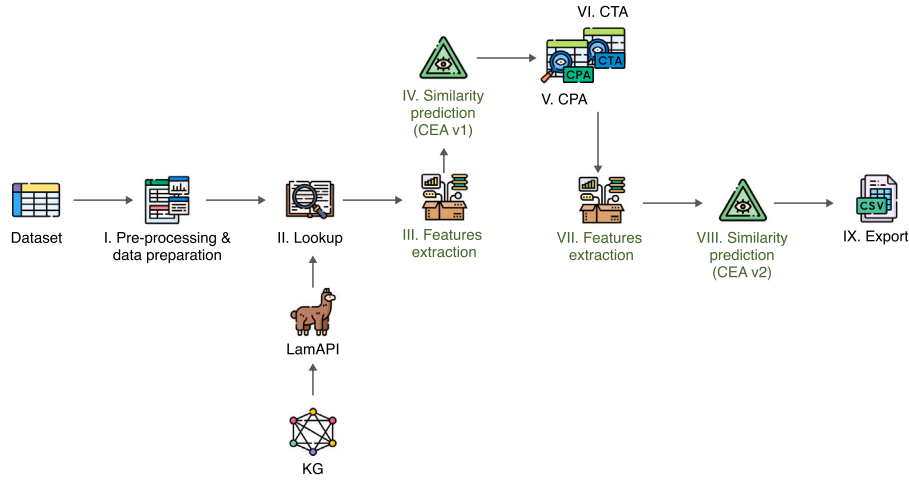 VI. CTA
CTA
CPA
V. CPA
IV. Similarity
prediction
(CEA v1)
Dataset
I. Pre-processing &
data preparation
II. Lookup
III. Features
extraction
VII. Features
extraction
VIII. Similarity
prediction
(CEA v2)
CSV
IX. Export
LamAPI
KG